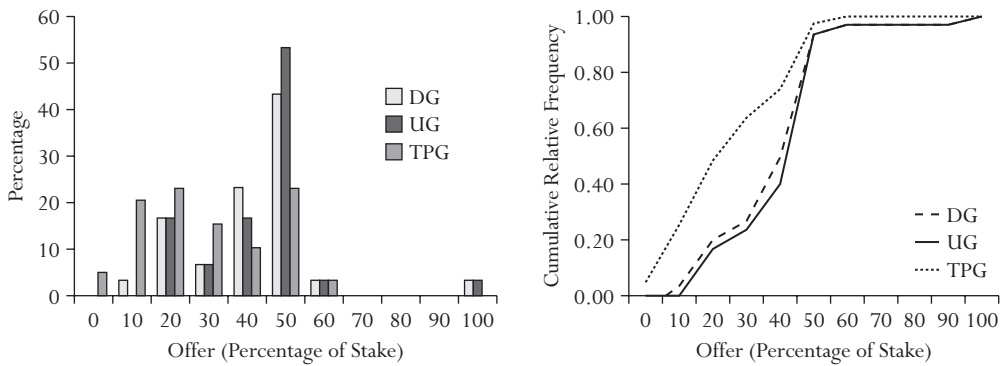 60
50
40
30
20
10
0
Percentage
DG
UG
TPG
0 10 20 30 40 50 60 70 80 90 100
Offer (Percentage of Stake)
1.00
0.80
0.60
0.40
0.20
0.00
Cumulative Relative Frequency
DG
UG
TPG
0 10 20 30 40 50 60 70 80 90 100
Offer (Percentage of Stake)